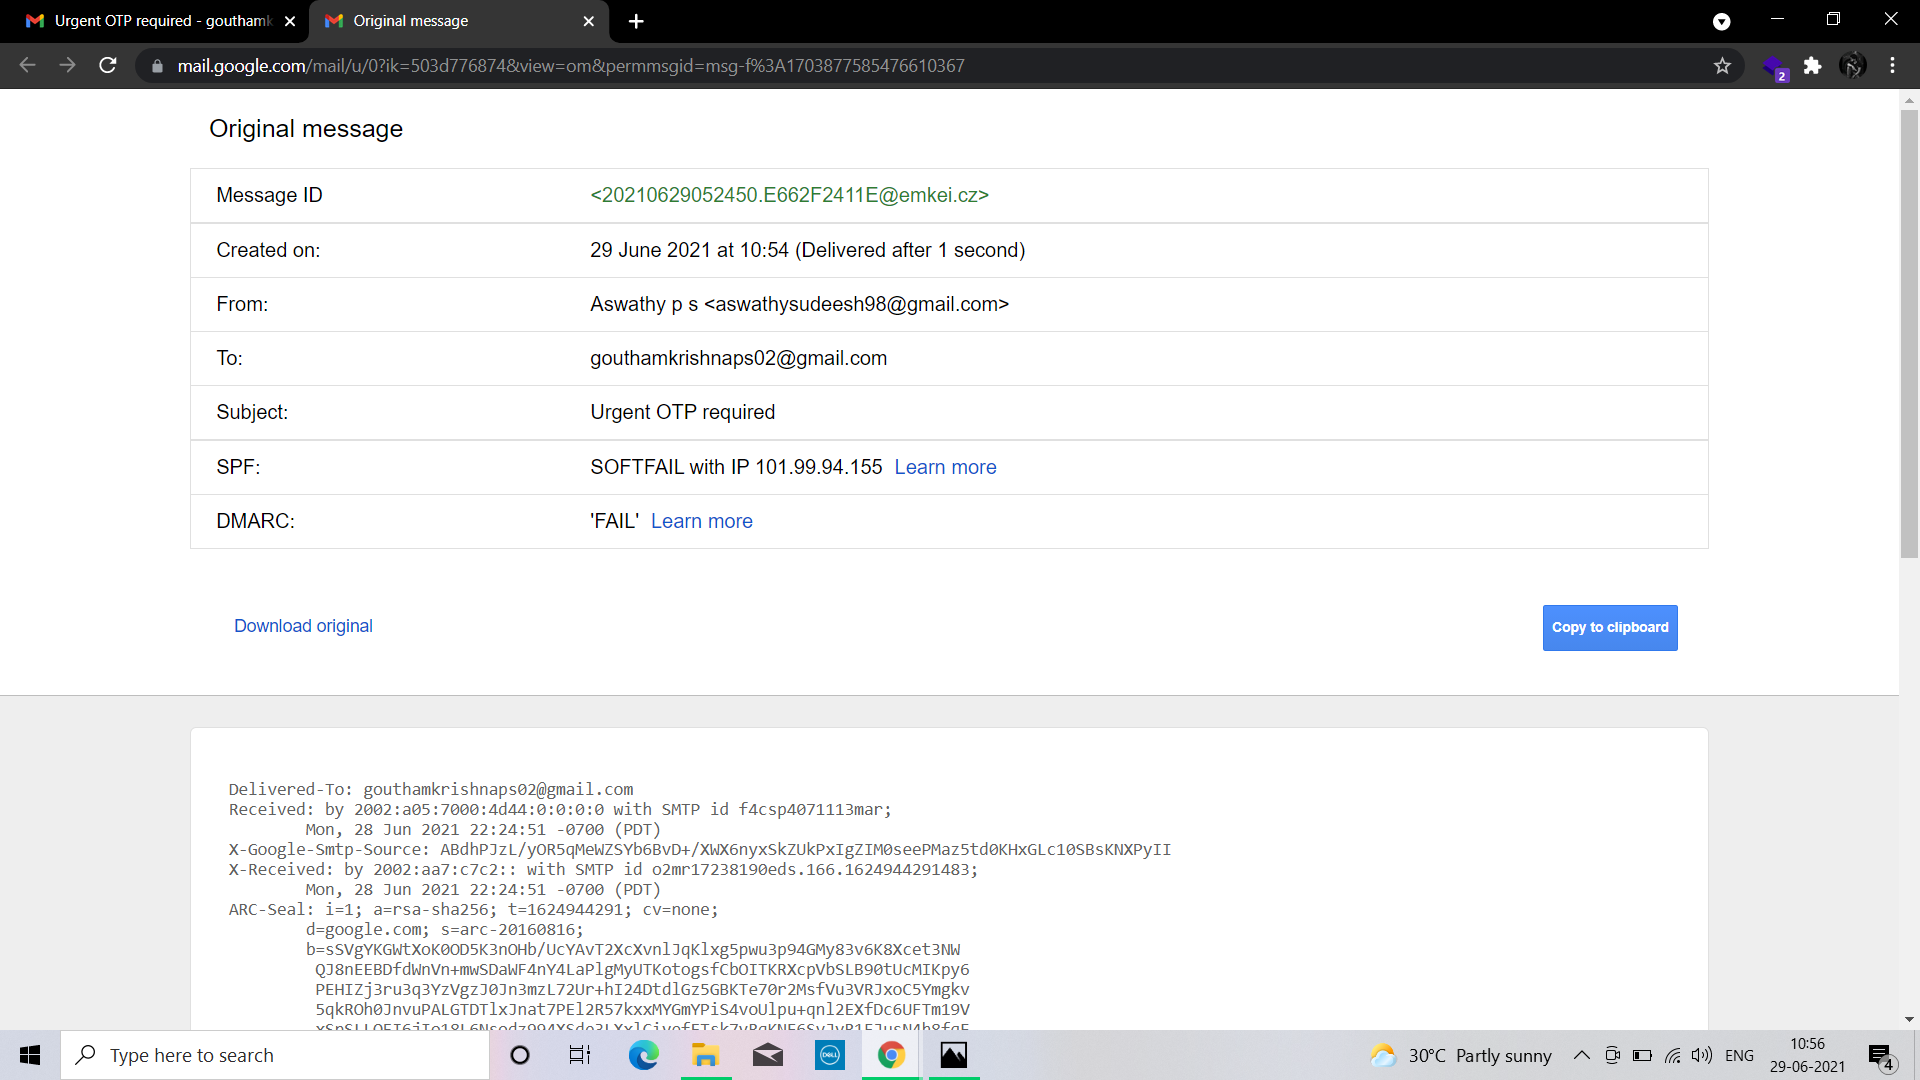 Urgent OTP required - gouthamk
Original message
mail.google.com/mail/u/0?ik=503d776874&view=om&permmsgid=msg-f%3A1703877585476610367
2
Original message
Message ID <20210629052450.E662F2411E@emkei.cz>
Created on: 29 June 2021 at 10:54 (Delivered after 1 second)
From: Aswathy p s <aswathysudeesh98@gmail.com>
To: gouthamkrishnaps02@gmail.com
Subject: Urgent OTP required
SPF: SOFTFAIL with IP 101.99.94.155 Learn more
DMARC: 'FAIL' Learn more
Download original
Copy to clipboard
Delivered-To: gouthamkrishnaps02@gmail.com
Received: by 2002:a05:7000:4d44:0:0:0:0 with SMTP id f4csp4071113mar;
Mon, 28 Jun 2021 22:24:51 -0700 (PDT)
X-Google-Smtp-Source: ABdhPJzL/yOR5qMeWZSYb6BvD+/XWX6nyxSkZUkPxIgZIM0seePMaz5td0KHxGLc10SBsKNXPyII
X-Received: by 2002:aa7:c7c2:: with SMTP id o2mr17238190eds.166.1624944291483;
Mon, 28 Jun 2021 22:24:51 -0700 (PDT)
ARC-Seal: i=1; a=rsa-sha256; t=1624944291; cv=none;
d=google.com; s=arc-20160816;
b=sSVgYKGWtXoK0OD5K3nOHb/UcYAvT2XcXvnlJqKlxg5pwu3p94GMy83v6K8Xcet3NW
QJ8nEEBDfdWnVn+mwSDaWF4nY4LaPlgMyUTKotogsfCbOITKRXcpVbSLB90tUcMIKpy6
PEHIZj3ru3q3YzVgzJ0Jn3mzL72Ur+hI24DtdlGz5GBKTe70r2MsfVu3VRJxoC5Ymgkv
5qkROh0JnvuPALGTDTlxJnat7PEl2R57kxxMYGmYPiS4voUlpu+qnl2EXfDc6UFTm19V
Type here to search
DELL
30°C Partly sunny
ENG
10:56
29-06-2021
4